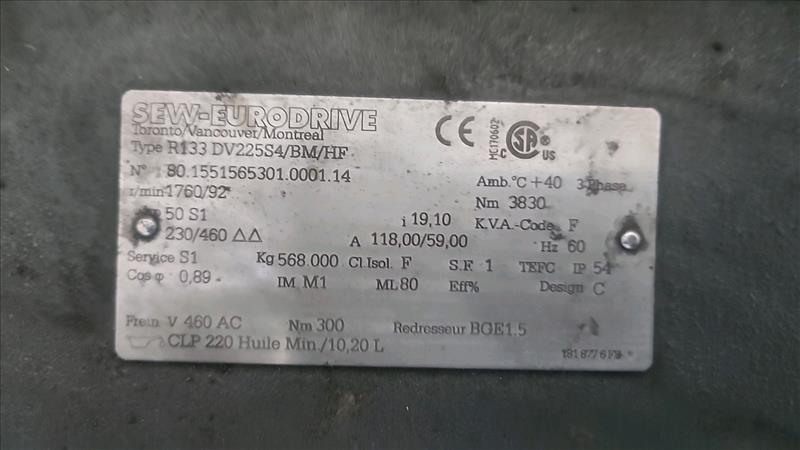 SEW-EURODRIVE
Toronto/Vancouver/Montreal
Type R133 DV225S4/BM/HF
N° 80.1551565301.0001.14
r/min 1760/92
50 S1
230/460 ΔΔ
i 19,10
A 118,00/59,00
CE
MC170602
CSA ®
C US
Amb.°C +40 3 Phase
Nm 3830
K.V.A.-Code F
Hz 60
Service S1 Kg 568.000 Cl.Isol. F S.F. 1 TEFC IP 54
Cos φ 0,89 IM M1 ML 80 Eff% Design C
Frein V 460 AC Nm 300 Redresseur BGE1.5
CLP 220 Huile Min./10,20 L